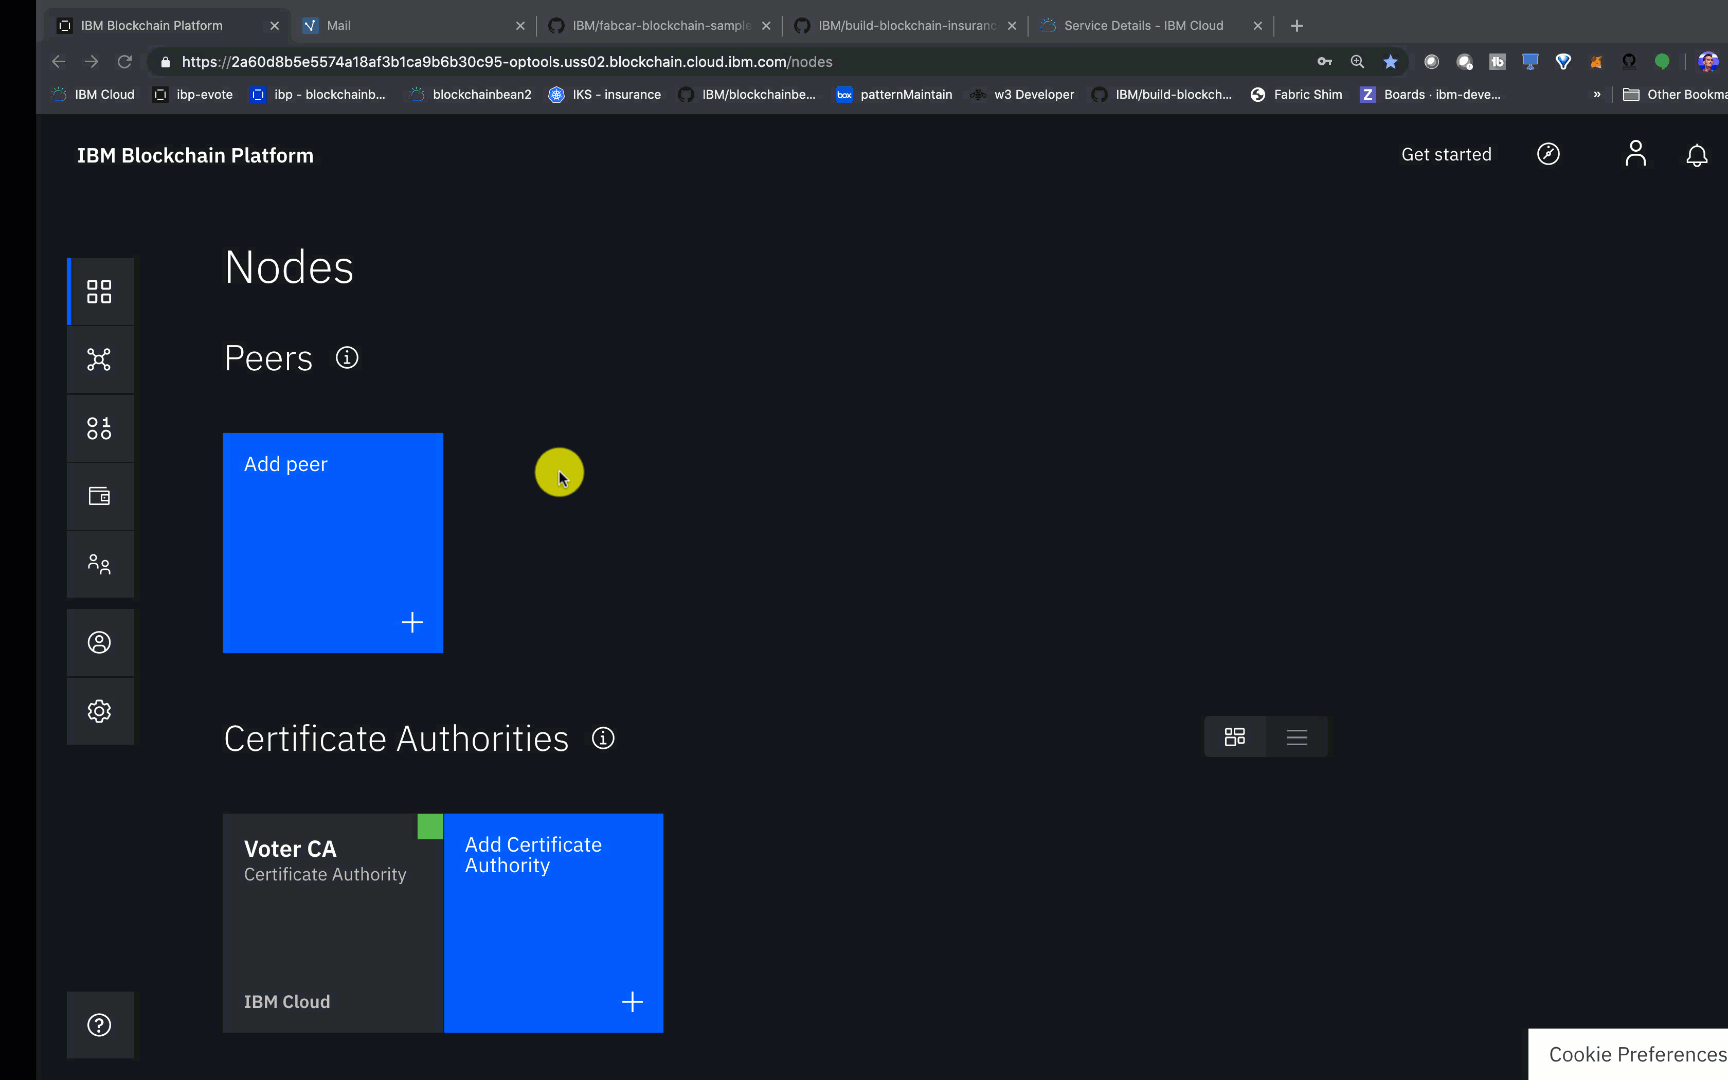 IBM Blockchain Platform
Mail
IBM/fabcar-blockchain-sample
IBM/build-blockchain-insuranc
Service Details - IBM Cloud
https://2a60d8b5e5574a18af3b1ca9b6b30c95-optools.uss02.blockchain.cloud.ibm.com/nodes
IBM Cloud
ibp-evote
ibp - blockchainb...
blockchainbean2
IKS - insurance
IBM/blockchainbe...
box
patternMaintain
w3 Developer
IBM/build-blockch...
Fabric Shim
Z
Boards · ibm-deve...
»
Other Bookma
IBM Blockchain Platform
Get started
Nodes
Peers
Add peer
Certificate Authorities
Voter CA
Certificate Authority
IBM Cloud
Add Certificate
Authority
Cookie Preferences